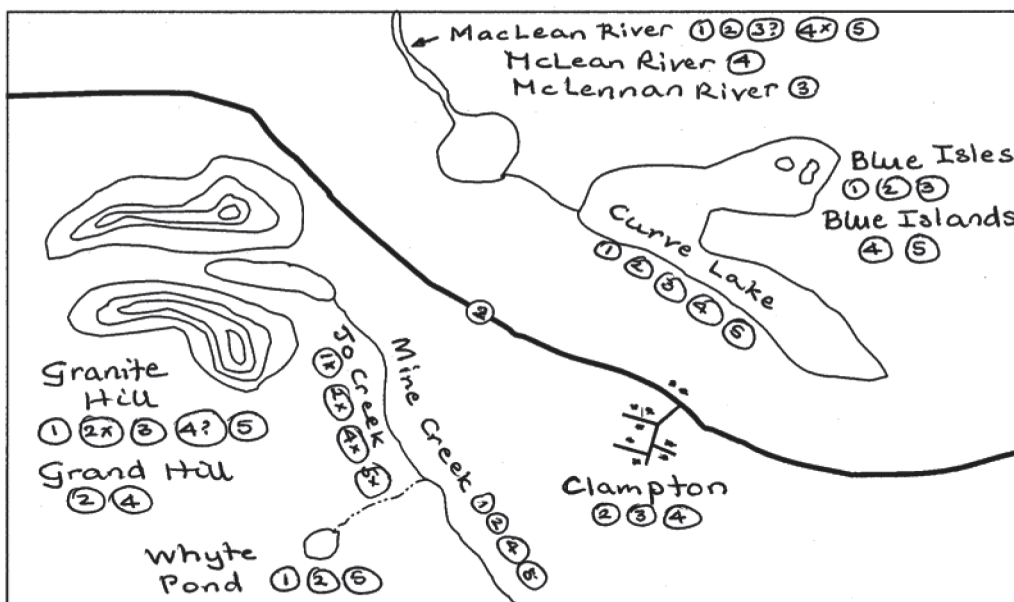 MacLean River ① ② ③? ④x ⑤
McLean River ④
McLennan River ③
Blue Isles
① ② ③
Blue Islands
④ ⑤
Curve Lake
① ② ③ ④ ⑤
②
Granite
Hill
① ②x ③ ④? ⑤
Grand Hill
② ④
Jo Creek
①x ②x ④x ⑤x
Mine Creek ① ② ④ ⑤
Clampton
② ③ ④
Whyte
Pond ① ② ⑤